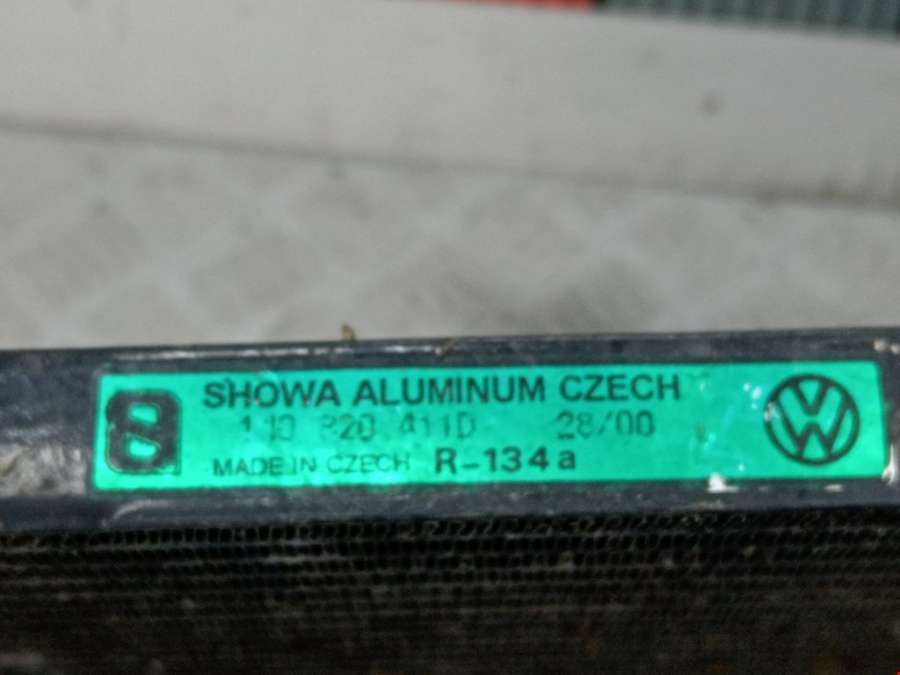 SHOWA ALUMINUM CZECH
1J0 820 411D 28/00
MADE IN CZECH R-134a